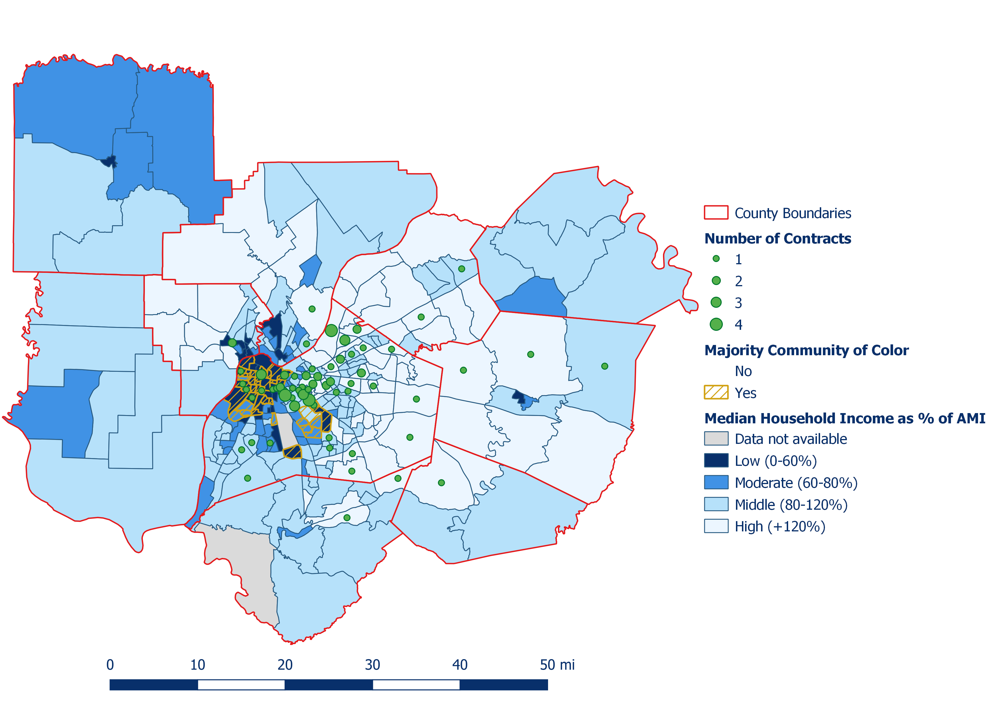 County Boundaries
Number of Contracts
1
2
3
4
Majority Community of Color
No
Yes
Median Household Income as % of AMI
Data not available
Low (0-60%)
Moderate (60-80%)
Middle (80-120%)
High (+120%)
0 10 20 30 40 50 mi